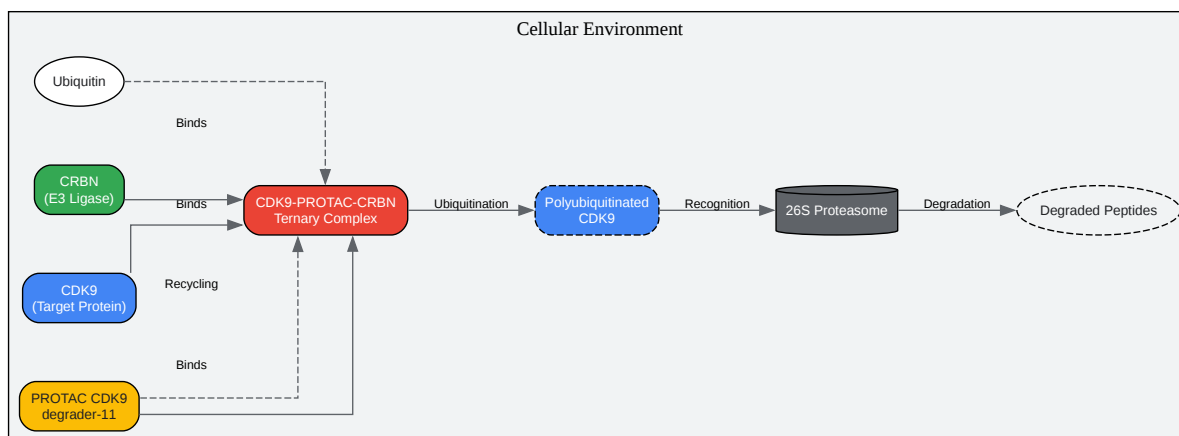 Cellular Environment
Ubiquitin
Binds
CRBN
(E3 Ligase)
Binds
CDK9-PROTAC-CRBN
Ternary Complex
Ubiquitination
Polyubiquitinated
CDK9
Recognition
26S Proteasome
Degradation
Degraded Peptides
Recycling
CDK9
(Target Protein)
Binds
PROTAC CDK9
degrader-11